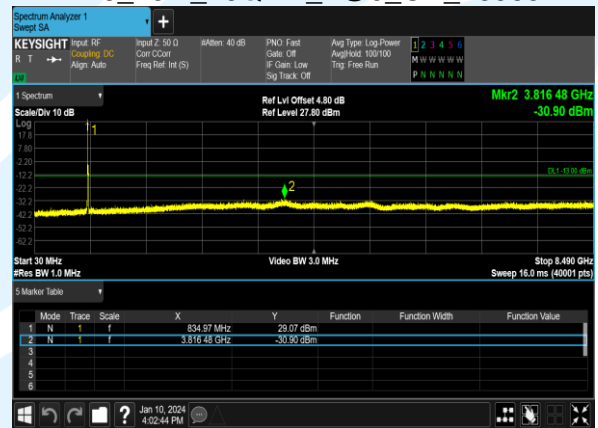 Spectrum Analyzer 1
Swept SA
+
KEYSIGHT
R T
LW
Input: RF
Coupling: DC
Align: Auto
Input Z: 50 Ω
Corr CCorr
Freq Ref: Int (S)
#Atten: 40 dB
PNO: Fast
Gate: Off
IF Gain: Low
Sig Track: Off
Avg Type: Log-Power
Avg|Hold: 100/100
Trig: Free Run
1 2 3 4 5 6
M W W W W W
P N N N N N
1 Spectrum
Scale/Div 10 dB
Ref Lvl Offset 4.80 dB
Ref Level 27.80 dBm
Mkr2 3.816 48 GHz
-30.90 dBm
Log
17.8
7.80
-2.20
-12.2
-22.2
-32.2
-42.2
-52.2
-62.2
1
DL1 -13.00 dBm
2
Start 30 MHz
#Res BW 1.0 MHz
Video BW 3.0 MHz
Stop 8.490 GHz
Sweep 16.0 ms (40001 pts)
5 Marker Table
Mode Trace Scale X Y Function Function Width Function Value
1 N 1 f 834.97 MHz 29.07 dBm
2 N 1 f 3.816 48 GHz -30.90 dBm
3
4
5
6
?
Jan 10, 2024
4:02:44 PM